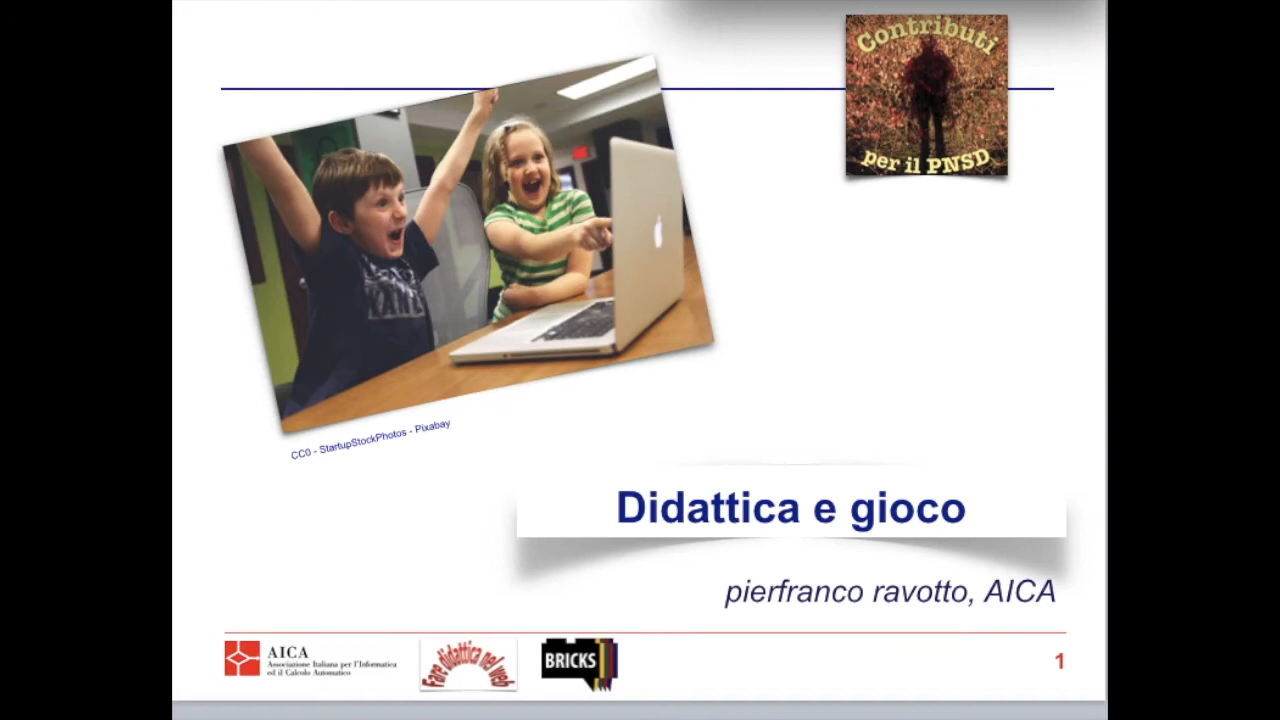 Contributi
per il PNSD
CC0 - StartupStockPhotos - Pixabay
Didattica e gioco
pierfranco ravotto, AICA
AICA
Associazione Italiana per l'Informatica
ed il Calcolo Automatico
Fare didattica nel web
BRICKS
1